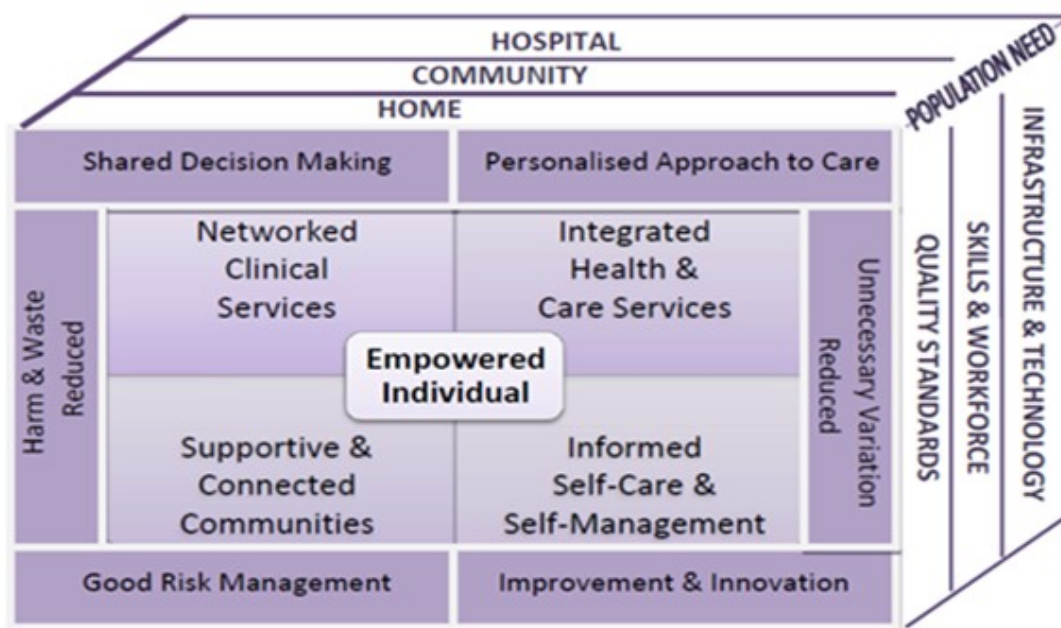 HOSPITAL
COMMUNITY
HOME
POPULATION NEED
Shared Decision Making
Personalised Approach to Care
Harm & Waste
Reduced
Networked
Clinical
Services
Integrated
Health &
Care Services
Empowered
Individual
Supportive &
Connected
Communities
Informed
Self-Care &
Self-Management
Unnecessary Variation
Reduced
QUALITY STANDARDS
SKILLS & WORKFORCE
INFRASTRUCTURE & TECHNOLOGY
Good Risk Management
Improvement & Innovation